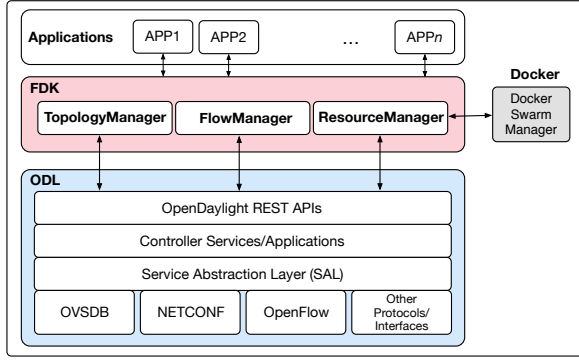 Applications
APP1
APP2
...
APPn
FDK
Docker
TopologyManager
FlowManager
ResourceManager
Docker
Swarm
Manager
ODL
OpenDaylight REST APIs
Controller Services/Applications
Service Abstraction Layer (SAL)
OVSDB
NETCONF
OpenFlow
Other
Protocols/
Interfaces